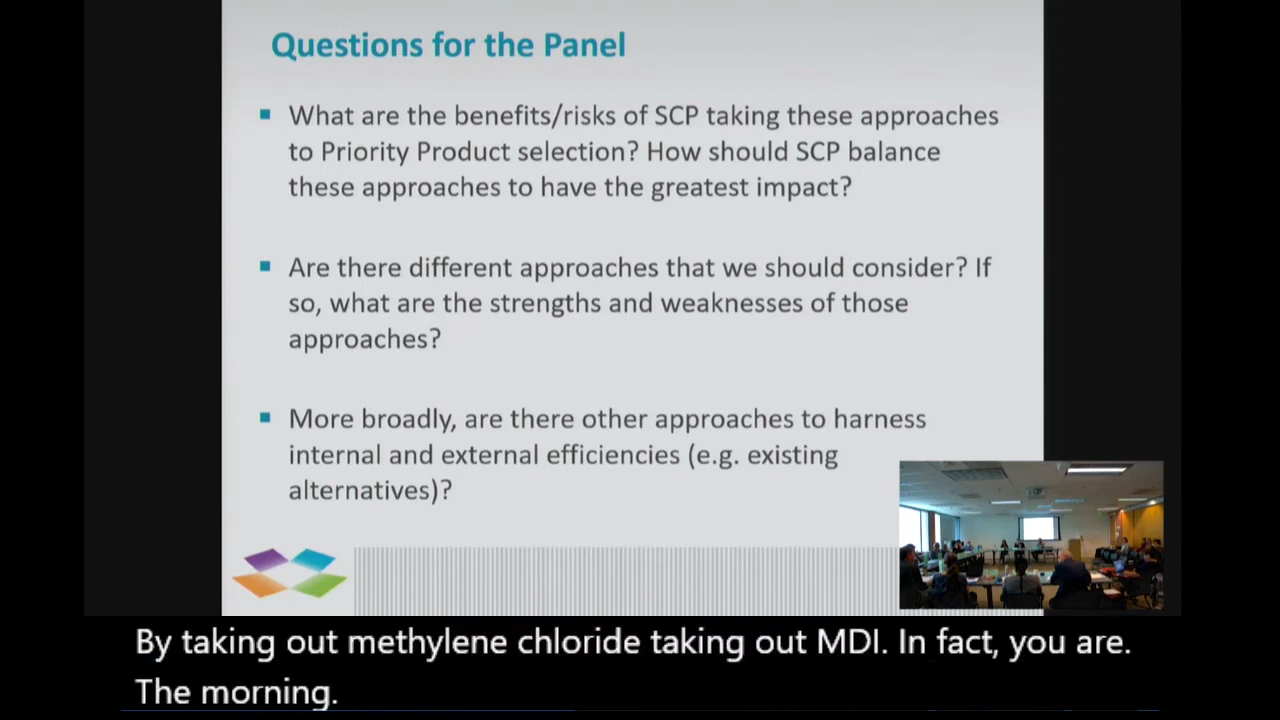 Questions for the Panel
What are the benefits/risks of SCP taking these approaches
to Priority Product selection? How should SCP balance
these approaches to have the greatest impact?
Are there different approaches that we should consider? If
so, what are the strengths and weaknesses of those
approaches?
More broadly, are there other approaches to harness
internal and external efficiencies (e.g. existing
alternatives)?
By taking out methylene chloride taking out MDI. In fact, you are.
The morning.